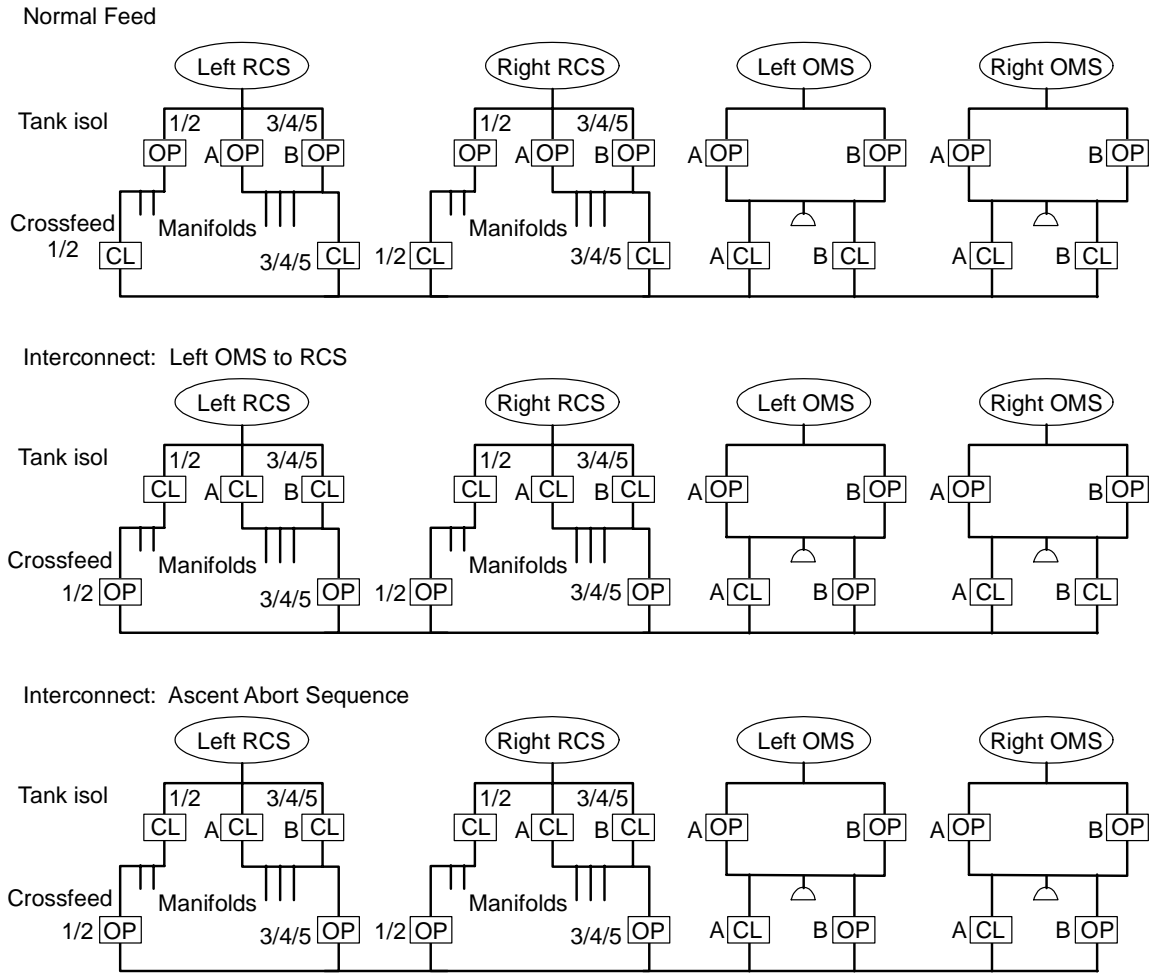 Normal Feed
Left RCS Right RCS Left OMS Right OMS
Tank isol 1/2 3/4/5 1/2 3/4/5
OP A OP B OP OP A OP B OP A OP B OP A OP B OP
Crossfeed Manifolds Manifolds
1/2 CL 3/4/5 CL 1/2 CL 3/4/5 CL A CL B CL A CL B CL
Interconnect: Left OMS to RCS
Left RCS Right RCS Left OMS Right OMS
Tank isol 1/2 3/4/5 1/2 3/4/5
CL A CL B CL CL A CL B CL A OP B OP A OP B OP
Crossfeed Manifolds Manifolds
1/2 OP 3/4/5 OP 1/2 OP 3/4/5 OP A CL B OP A CL B CL
Interconnect: Ascent Abort Sequence
Left RCS Right RCS Left OMS Right OMS
Tank isol 1/2 3/4/5 1/2 3/4/5
CL A CL B CL CL A CL B CL A OP B OP A OP B OP
Crossfeed Manifolds Manifolds
1/2 OP 3/4/5 OP 1/2 OP 3/4/5 OP A CL B OP A CL B OP